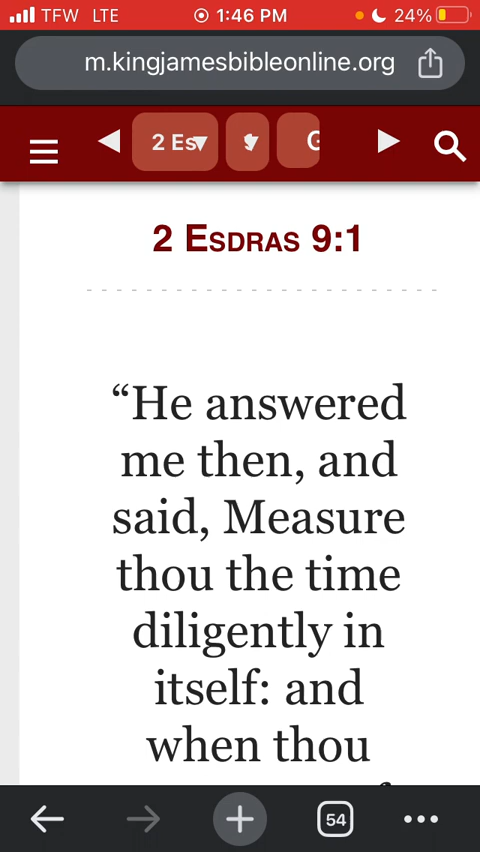 TFW LTE 1:46 PM 24%
m.kingjamesbibleonline.org
2 Es
2 ESDRAS 9:1
“He answered
me then, and
said, Measure
thou the time
diligently in
itself: and
when thou
54